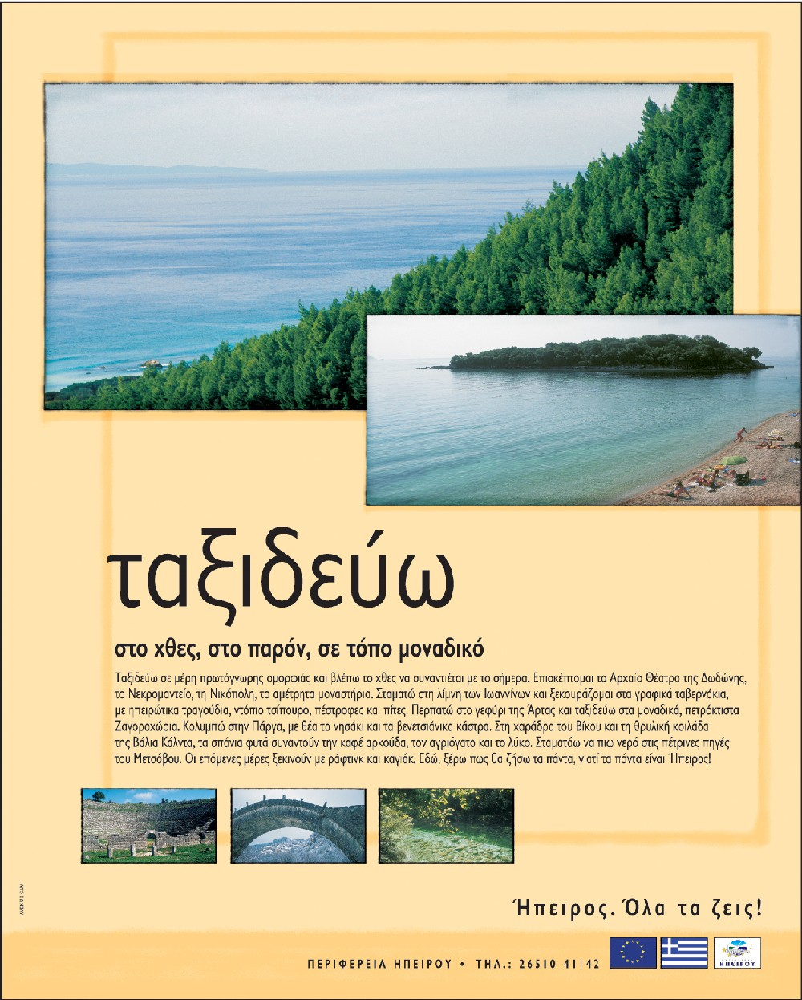 ταξιδεύω
στο χθες, στο παρόν, σε τόπο μοναδικό
Ταξιδεύω σε μέρη πρωτόγνωρης ομορφιάς και βλέπω το χθες να συναντιέται με το σήμερα. Επισκέπτομαι το Αρχαίο Θέατρο της Δωδώνης,
το Νεκρομαντείο, τη Νικόπολη, τα αμέτρητα μοναστήρια. Σταματώ στη λίμνη των Ιωαννίνων και ξεκουράζομαι στα γραφικά ταβερνάκια,
με ηπειρώτικα τραγούδια, ντόπιο τσίπουρο, πέστροφες και πίτες. Περπατώ στο γεφύρι της Άρτας και ταξιδεύω στα μοναδικά, πετρόκτιστα
Ζαγοροχώρια. Κολυμπώ στην Πάργα, με θέα το νησάκι και τα βενετσιάνικα κάστρα. Στη χαράδρα του Βίκου και τη θρυλική κοιλάδα
της Βάλια Κάλντα, τα σπάνια φυτά συναντούν την καφέ αρκούδα, τον αγριόγατο και το λύκο. Σταματάω να πιω νερό στις πέτρινες πηγές
του Μετσόβου. Οι επόμενες μέρες ξεκινούν με ράφτινκ και καγιάκ. Εδώ, ξέρω πως θα ζήσω τα πάντα, γιατί τα πάντα είναι Ήπειρος!
Ήπειρος. Όλα τα ζεις!
ΠΕΡΙΦΕΡΕΙΑ ΗΠΕΙΡΟΥ • ΤΗΛ.: 26510 41142
ΗΠΕΙΡΟΥ